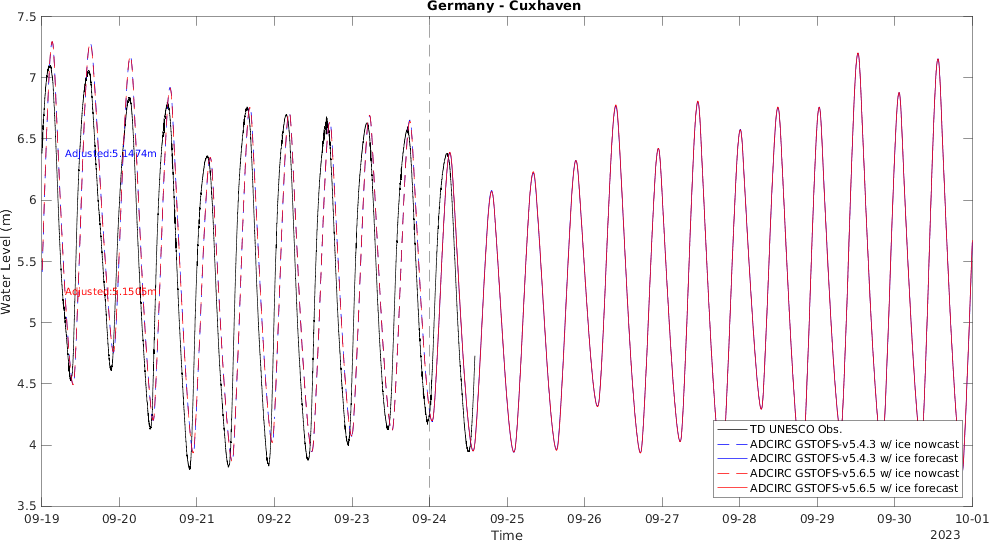 Germany - Cuxhaven
7.5
7
6.5
6
5.5
5
4.5
4
3.5
Water Level (m)
Adjusted:5.1474m
Adjusted:5.1506m
TD UNESCO Obs.
ADCIRC GSTOFS-v5.4.3 w/ ice nowcast
ADCIRC GSTOFS-v5.4.3 w/ ice forecast
ADCIRC GSTOFS-v5.6.5 w/ ice nowcast
ADCIRC GSTOFS-v5.6.5 w/ ice forecast
09-19 09-20 09-21 09-22 09-23 09-24 09-25 09-26 09-27 09-28 09-29 09-30 10-01
Time
2023